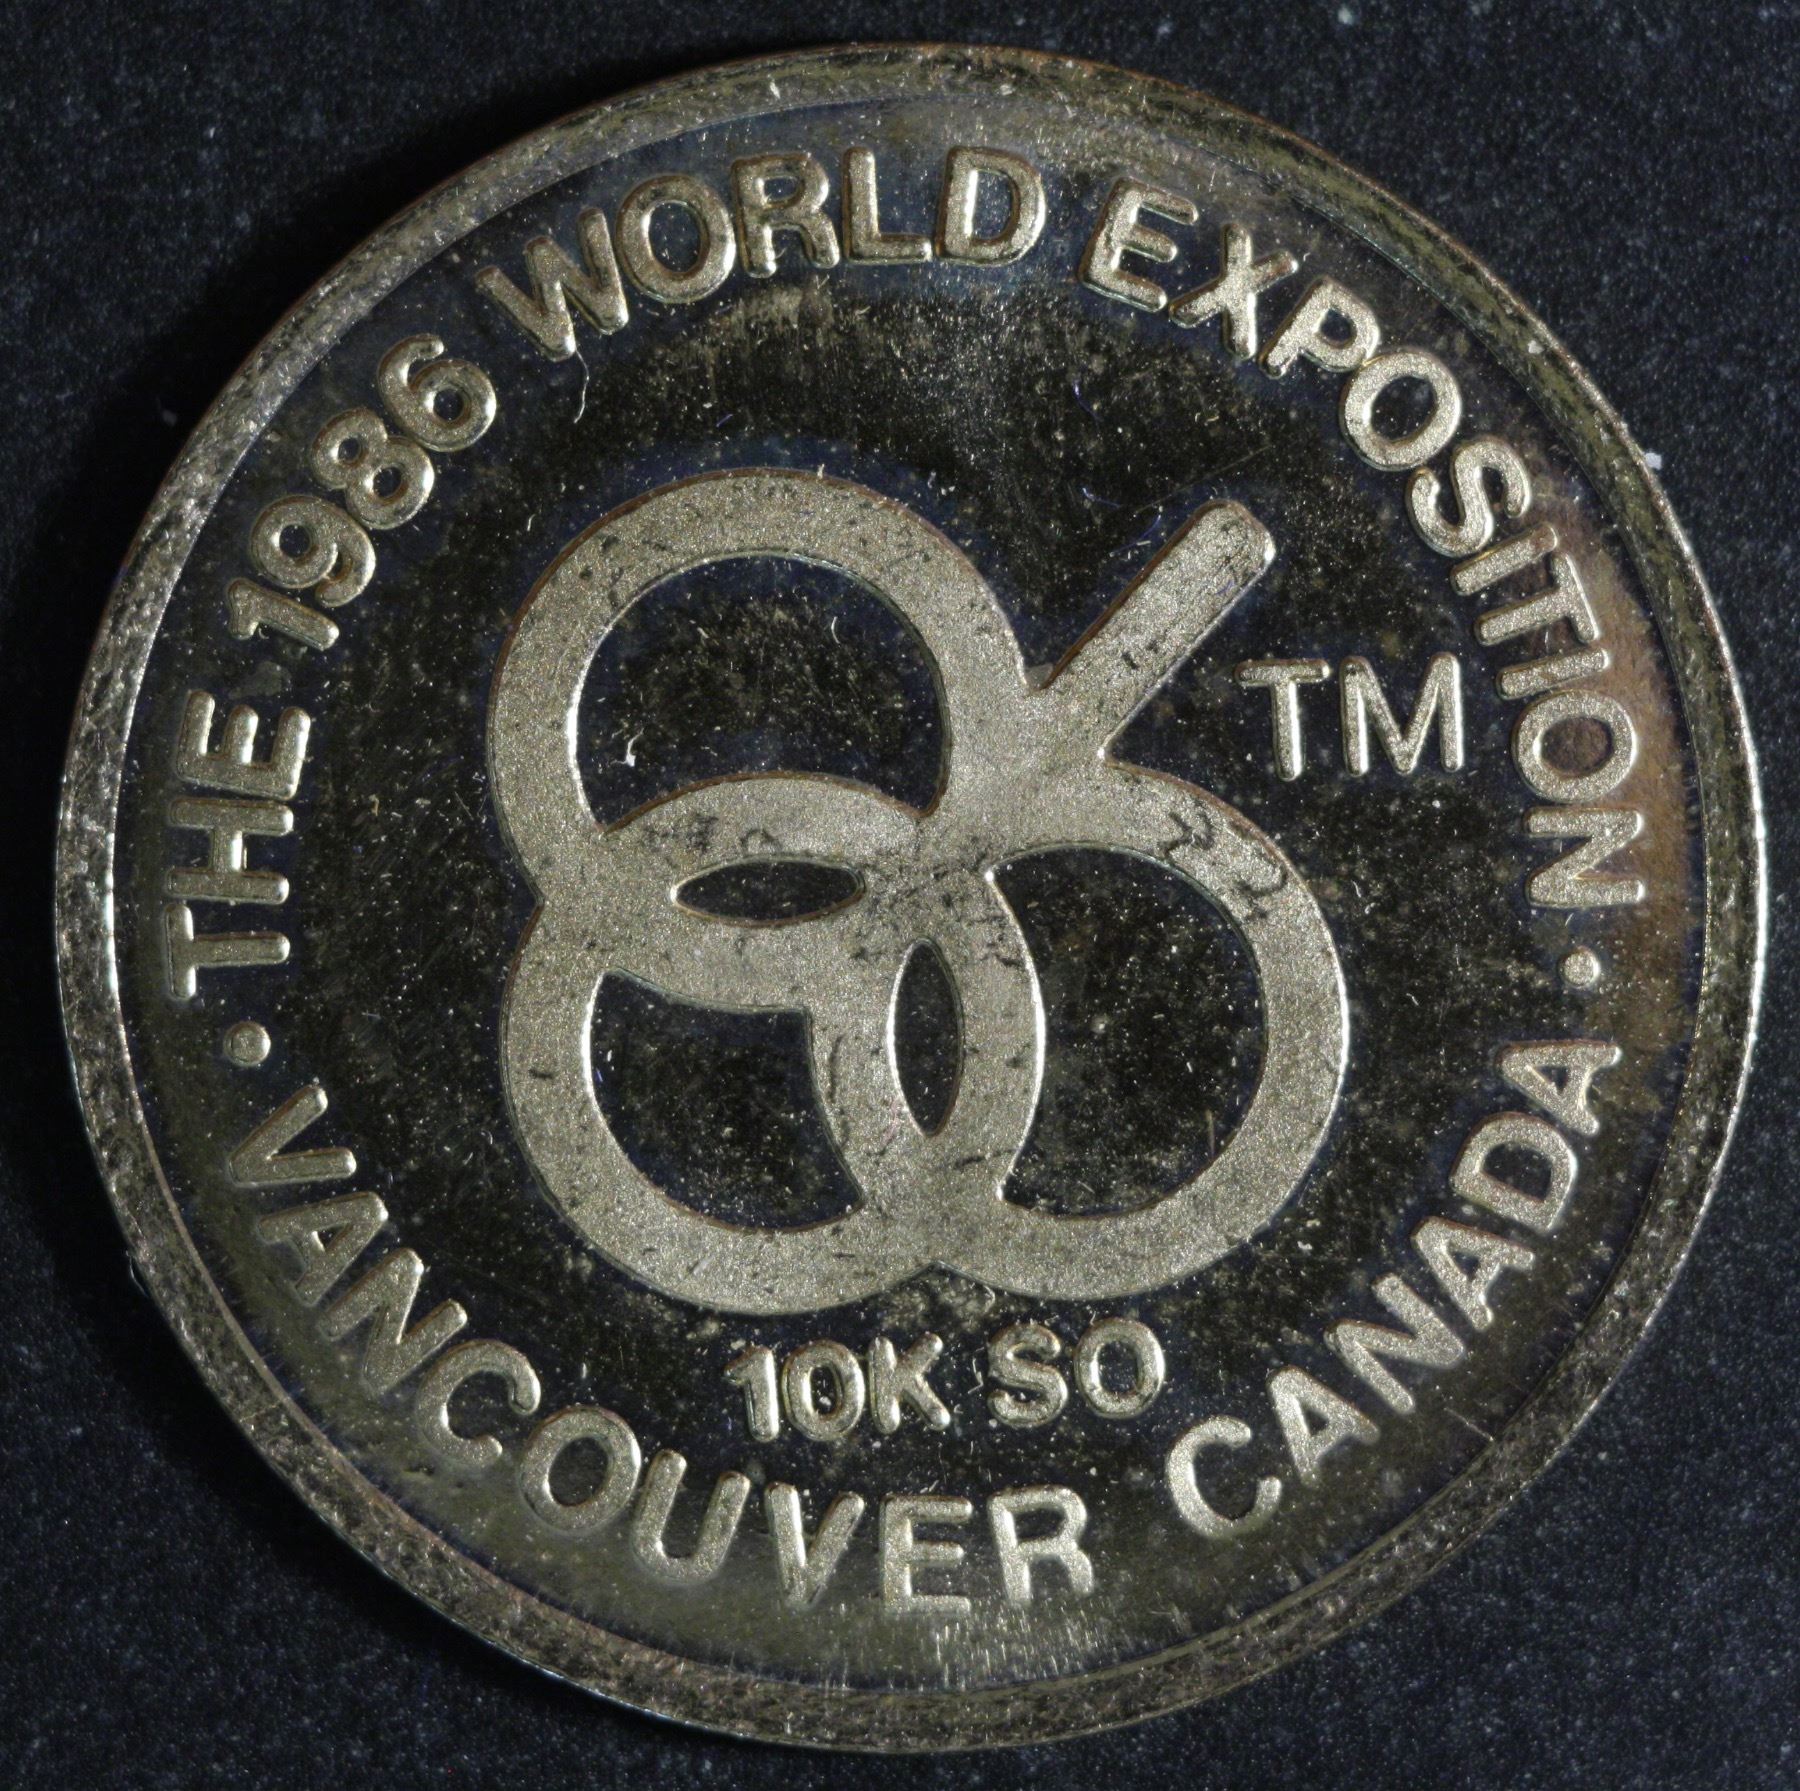 THE 1986 WORLD EXPOSITION
86 TM
10K SO
VANCOUVER CANADA